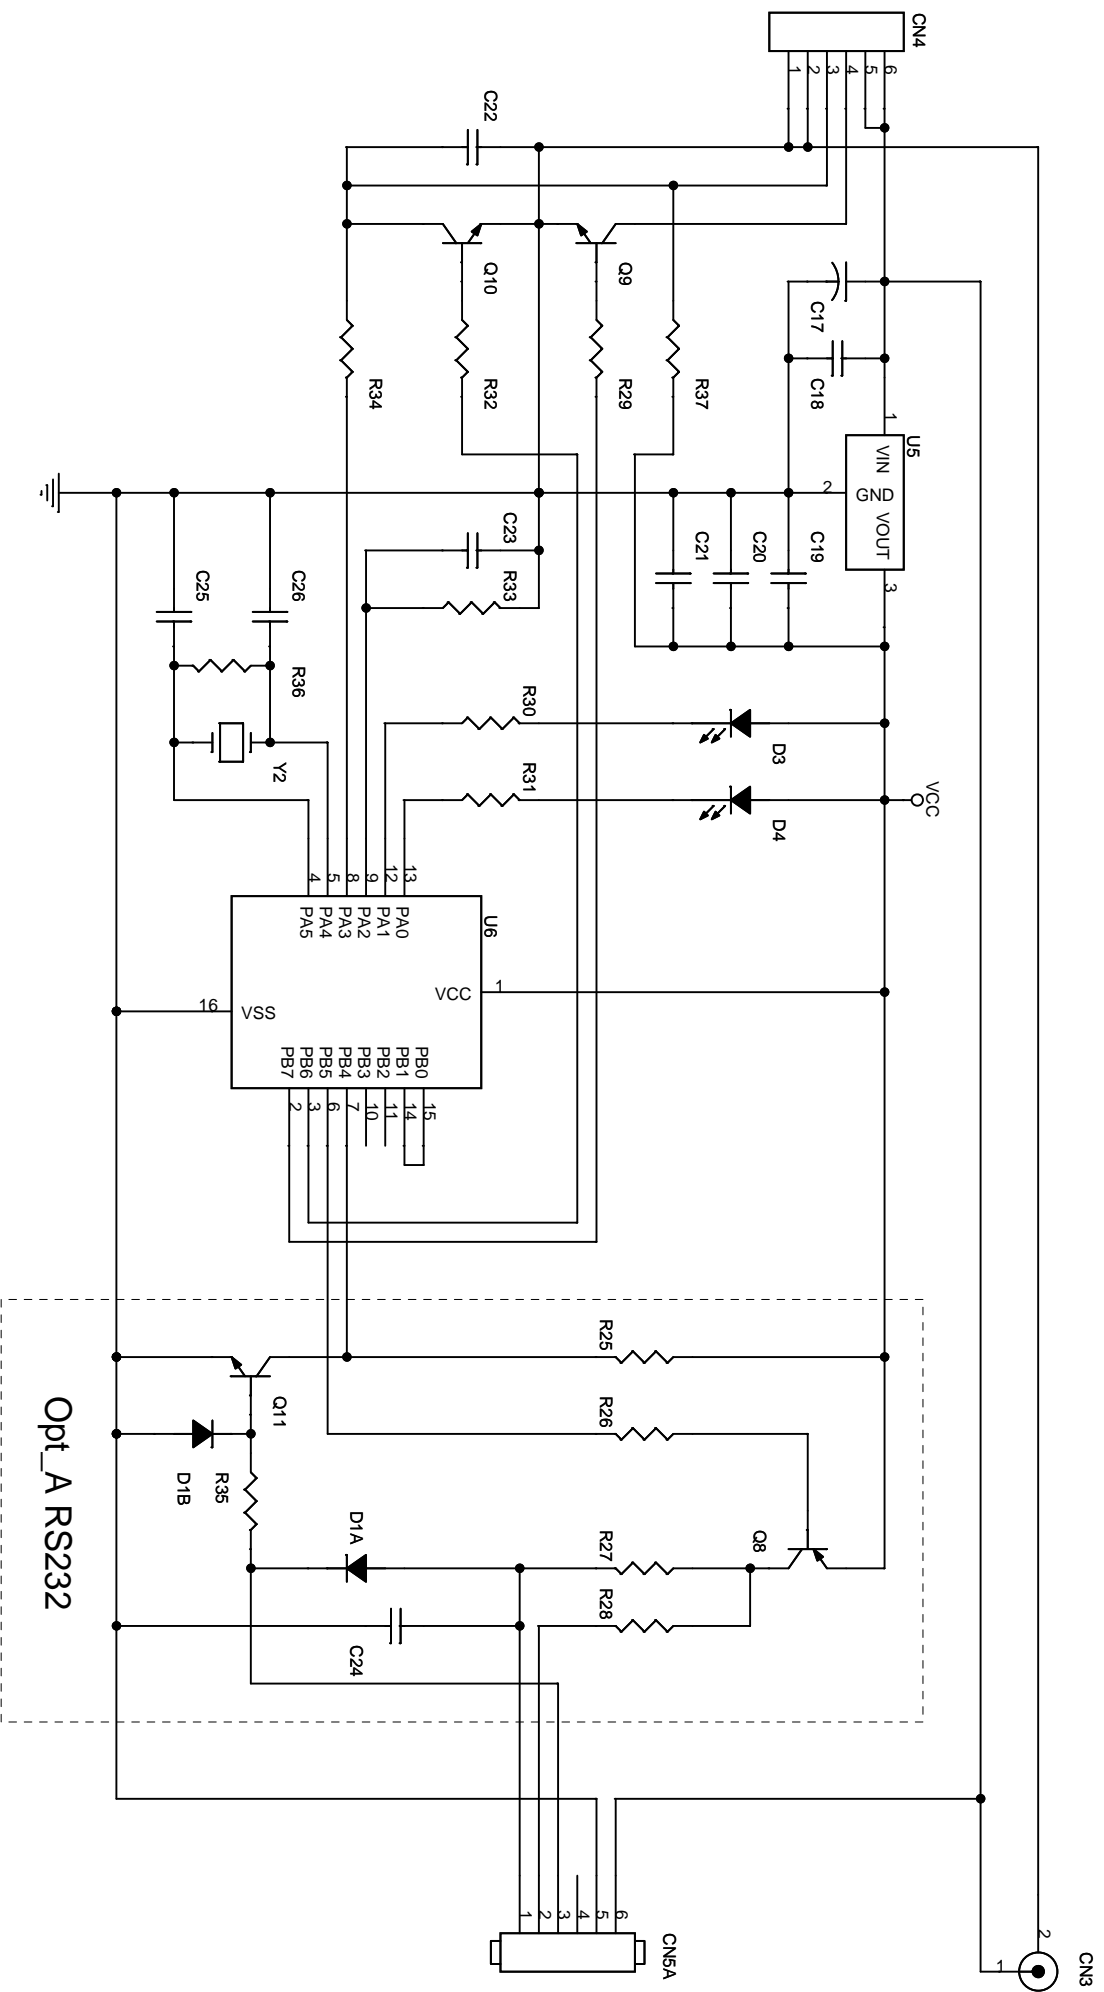 CN4
1
2
3
4
5
6
C22
Q10
Q9
R34
R32
R29
R37
C17
C18
U5
1
VIN
2
GND
VOUT
3
C23
R33
C21
C20
C19
C25
C26
R36
Y2
R30
R31
D3
D4
VCC
4
5
8
9
12
13
PA5
PA4
PA3
PA2
PA1
PA0
U6
VCC
1
16
VSS
PB7
PB6
PB5
PB4
PB3
PB2
PB1
PB0
2
3
6
7
10
11
14
15
R25
R26
Q11
D1B
R35
D1A
R27
R28
Q8
C24
Opt_A RS232
1
2
3
4
5
6
CN5A
1
2
CN3